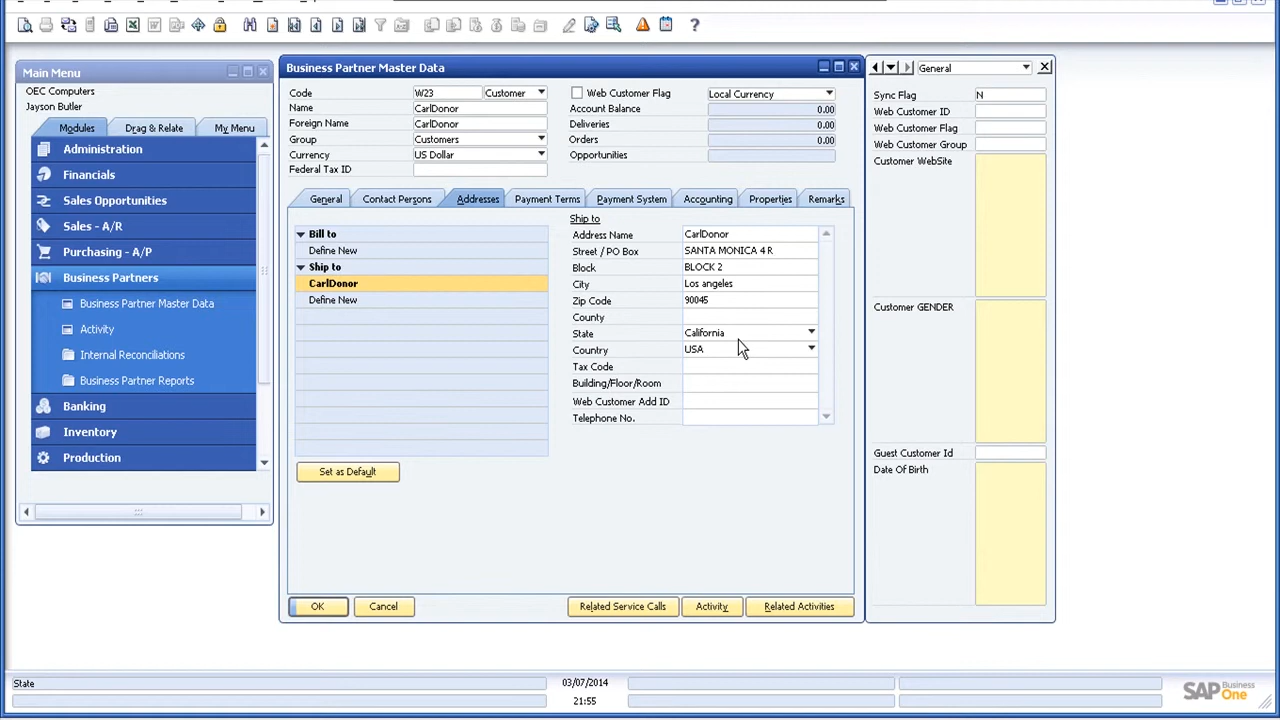 Main Menu
OEC Computers
Jayson Butler
Modules
Drag & Relate
My Menu
Administration
Financials
Sales Opportunities
Sales - A/R
Purchasing - A/P
Business Partners
Business Partner Master Data
Activity
Internal Reconciliations
Business Partner Reports
Banking
Inventory
Production
Business Partner Master Data
Code W23 Customer
Name CarlDonor
Foreign Name CarlDonor
Group Customers
Currency US Dollar
Federal Tax ID
Web Customer Flag Local Currency
Account Balance 0.00
Deliveries 0.00
Orders 0.00
Opportunities
General
Contact Persons
Addresses
Payment Terms
Payment System
Accounting
Properties
Remarks
Bill to
Define New
Ship to
CarlDonor
Define New
Set as Default
Ship to
Address Name CarlDonor
Street / PO Box SANTA MONICA 4 R
Block BLOCK 2
City Los angeles
Zip Code 90045
County
State California
Country USA
Tax Code
Building/Floor/Room
Web Customer Add ID
Telephone No.
OK
Cancel
Related Service Calls
Activity
Related Activities
General
Sync Flag N
Web Customer ID
Web Customer Flag
Web Customer Group
Customer WebSite
Customer GENDER
Guest Customer Id
Date Of Birth
State
03/07/2014
21:55
SAP Business One